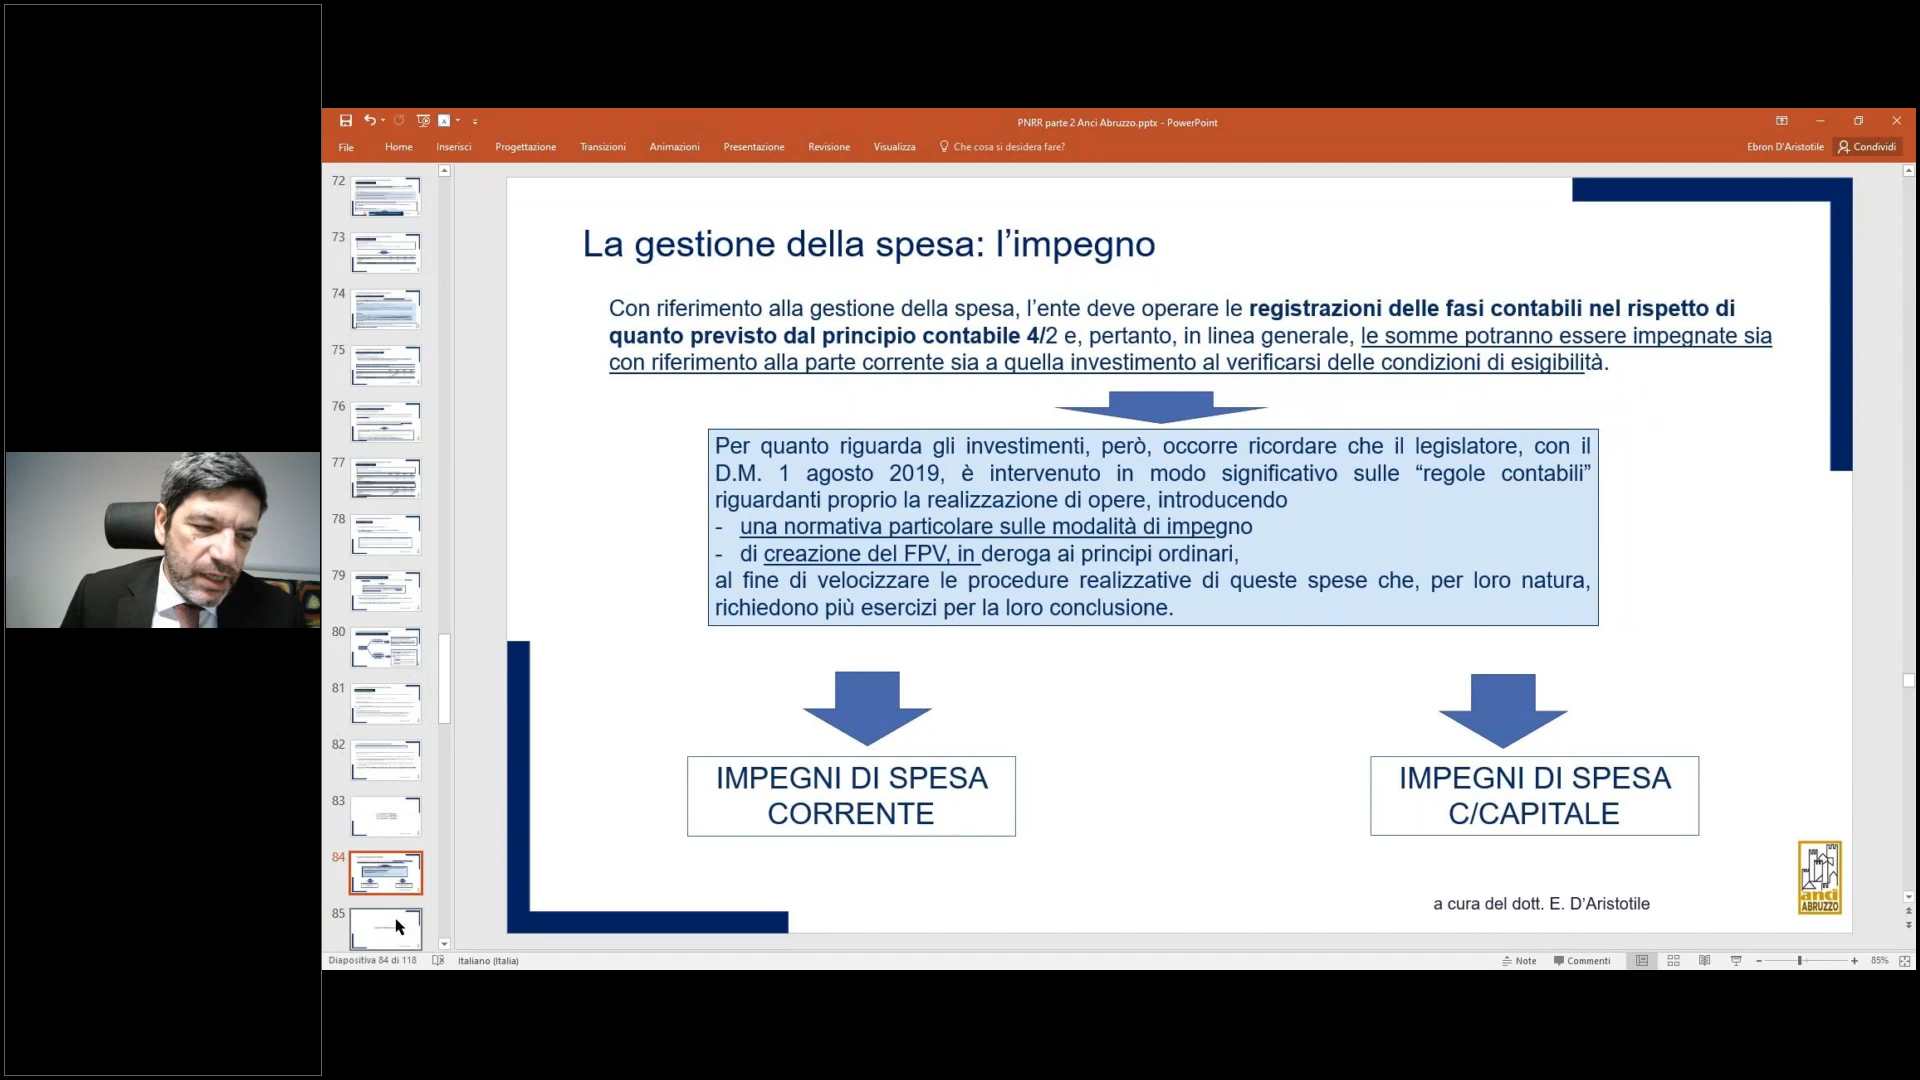 PNRR parte 2 Anci Abruzzo.pptx - PowerPoint
File Home Inserisci Progettazione Transizioni Animazioni Presentazione Revisione Visualizza Che cosa si desidera fare? Ebron D'Aristotile Condividi
72
73
74
75
76
77
78
79
80
81
82
83
84
85
La gestione della spesa: l’impegno
Con riferimento alla gestione della spesa, l’ente deve operare le registrazioni delle fasi contabili nel rispetto di
quanto previsto dal principio contabile 4/2 e, pertanto, in linea generale, le somme potranno essere impegnate sia
con riferimento alla parte corrente sia a quella investimento al verificarsi delle condizioni di esigibilità.
Per quanto riguarda gli investimenti, però, occorre ricordare che il legislatore, con il
D.M. 1 agosto 2019, è intervenuto in modo significativo sulle “regole contabili”
riguardanti proprio la realizzazione di opere, introducendo
- una normativa particolare sulle modalità di impegno
- di creazione del FPV, in deroga ai principi ordinari,
al fine di velocizzare le procedure realizzative di queste spese che, per loro natura,
richiedono più esercizi per la loro conclusione.
IMPEGNI DI SPESA
CORRENTE
IMPEGNI DI SPESA
C/CAPITALE
a cura del dott. E. D’Aristotile
anci
ABRUZZO
Diapositiva 84 di 118 Italiano (Italia) Note Commenti 85%